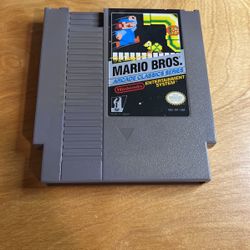 MARIO BROS.
ARCADE CLASSICS SERIES
Nintendo
ENTERTAINMENT
SYSTEM